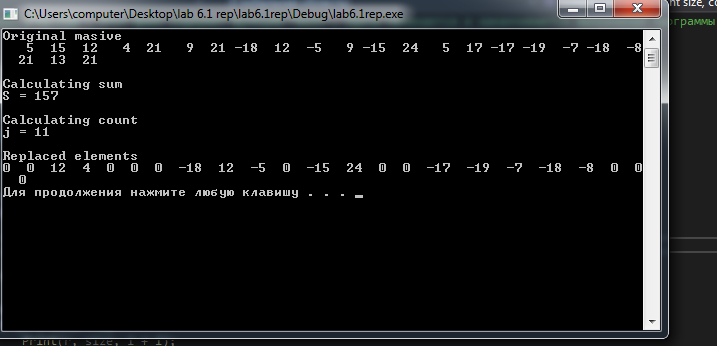 nt size, co
C:\Users\computer\Desktop\lab 6.1 rep\lab6.1rep\Debug\lab6.1rep.exe
ограммы
Original masive
5 15 12 4 21 9 21 -18 12 -5 9 -15 24 5 17 -17 -19 -7 -18 -8
21 13 21
Calculating sum
S = 157
Calculating count
j = 11
Replaced elements
0 0 12 4 0 0 0 -18 12 -5 0 -15 24 0 0 -17 -19 -7 -18 -8 0 0
0
Для продолжения нажмите любую клавишу . . .
Print(r, size, i + 1);